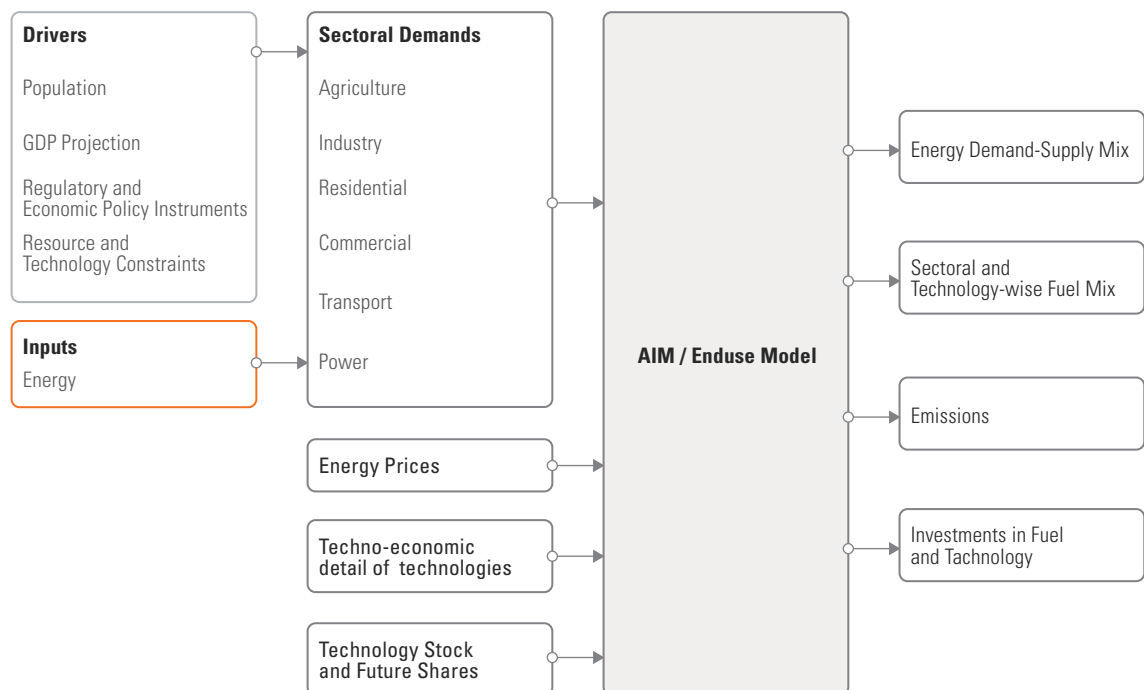 Drivers
Population
GDP Projection
Regulatory and
Economic Policy Instruments
Resource and
Technology Constraints
Inputs
Energy
Sectoral Demands
Agriculture
Industry
Residential
Commercial
Transport
Power
Energy Prices
Techno-economic
detail of technologies
Technology Stock
and Future Shares
AIM / Enduse Model
Energy Demand-Supply Mix
Sectoral and
Technology-wise Fuel Mix
Emissions
Investments in Fuel
and Tachnology